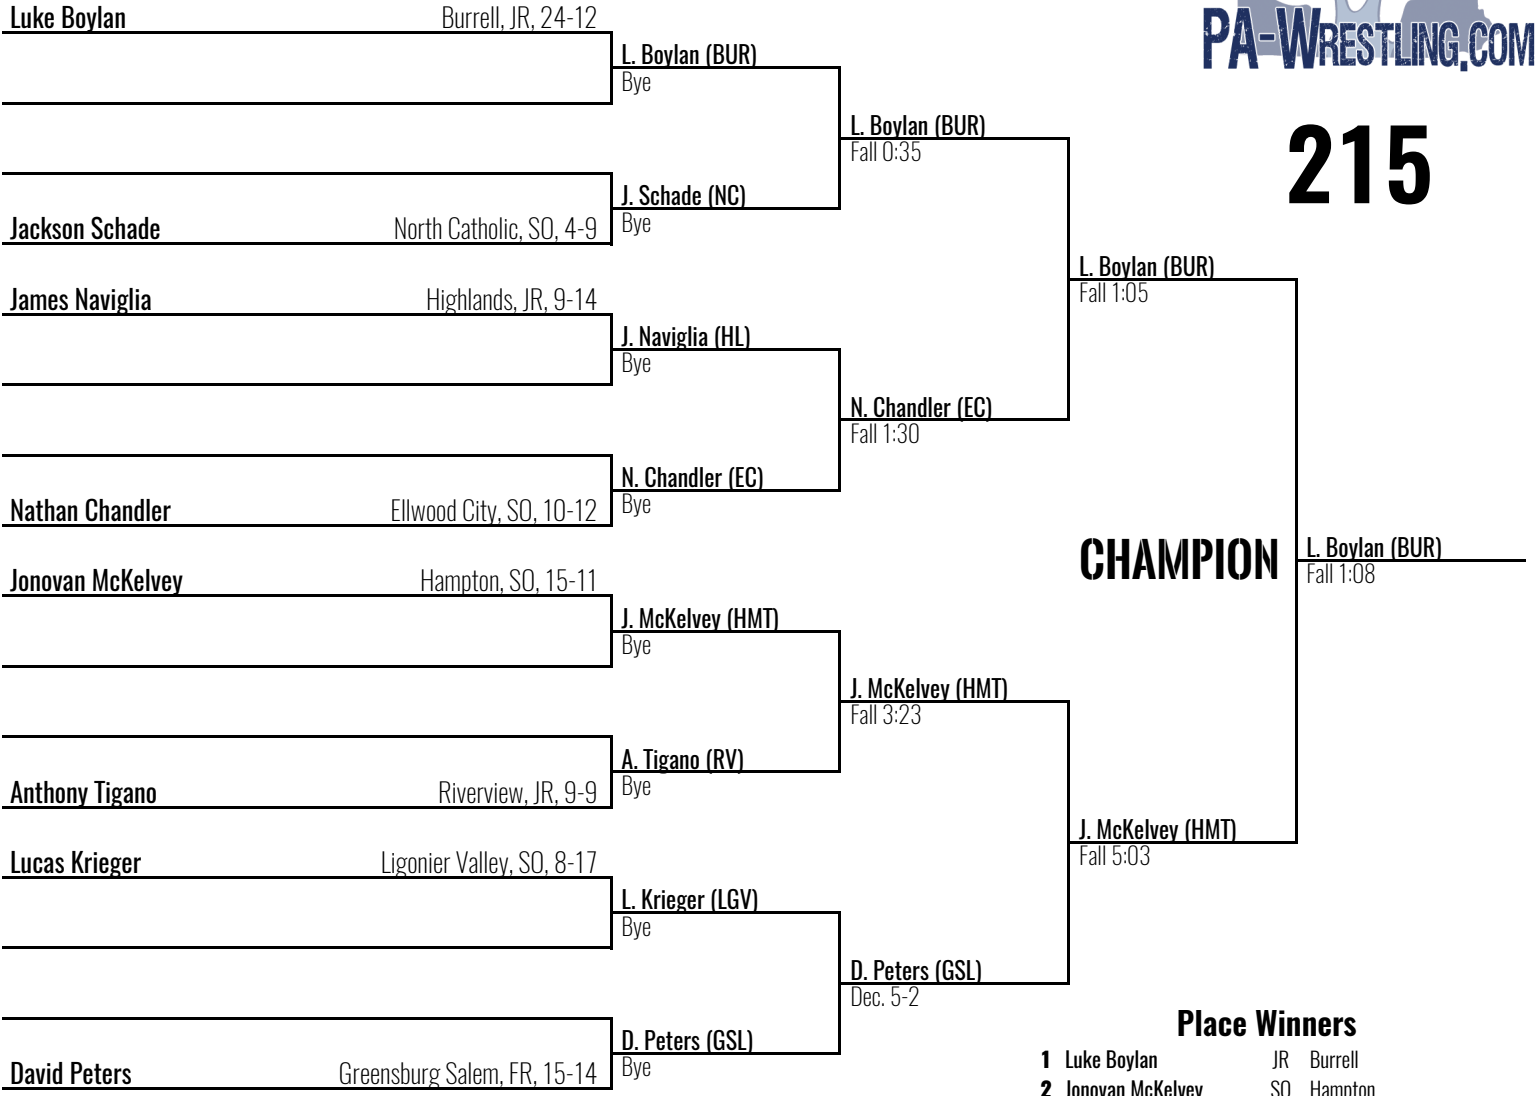 Luke Boylan Burrell, JR, 24-12
L. Boylan (BUR)
Bye
L. Boylan (BUR)
Fall 0:35
J. Schade (NC)
Bye
Jackson Schade North Catholic, SO, 4-9
L. Boylan (BUR)
Fall 1:05
James Naviglia Highlands, JR, 9-14
J. Naviglia (HL)
Bye
N. Chandler (EC)
Fall 1:30
N. Chandler (EC)
Bye
Nathan Chandler Ellwood City, SO, 10-12
CHAMPION
L. Boylan (BUR)
Fall 1:08
Jonovan McKelvey Hampton, SO, 15-11
J. McKelvey (HMT)
Bye
J. McKelvey (HMT)
Fall 3:23
A. Tigano (RV)
Bye
Anthony Tigano Riverview, JR, 9-9
J. McKelvey (HMT)
Fall 5:03
Lucas Krieger Ligonier Valley, SO, 8-17
L. Krieger (LGV)
Bye
D. Peters (GSL)
Dec. 5-2
D. Peters (GSL)
Bye
David Peters Greensburg Salem, FR, 15-14
PA-WRESTLING.COM
215
Place Winners
1 Luke Boylan JR Burrell
2 Jonovan McKelvey SO Hampton